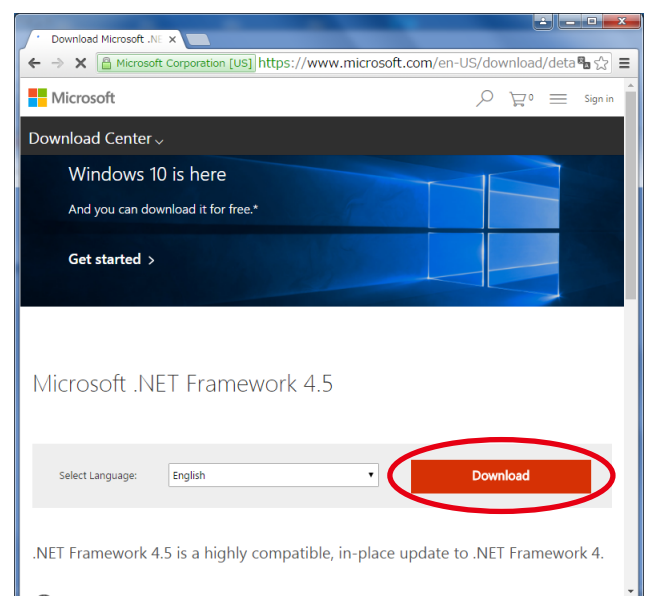 Download Microsoft .NE
Microsoft Corporation [US] https://www.microsoft.com/en-US/download/deta
Microsoft
0
Sign in
Download Center
Windows 10 is here
And you can download it for free.*
Get started >
Microsoft .NET Framework 4.5
Select Language:
English
Download
.NET Framework 4.5 is a highly compatible, in-place update to .NET Framework 4.